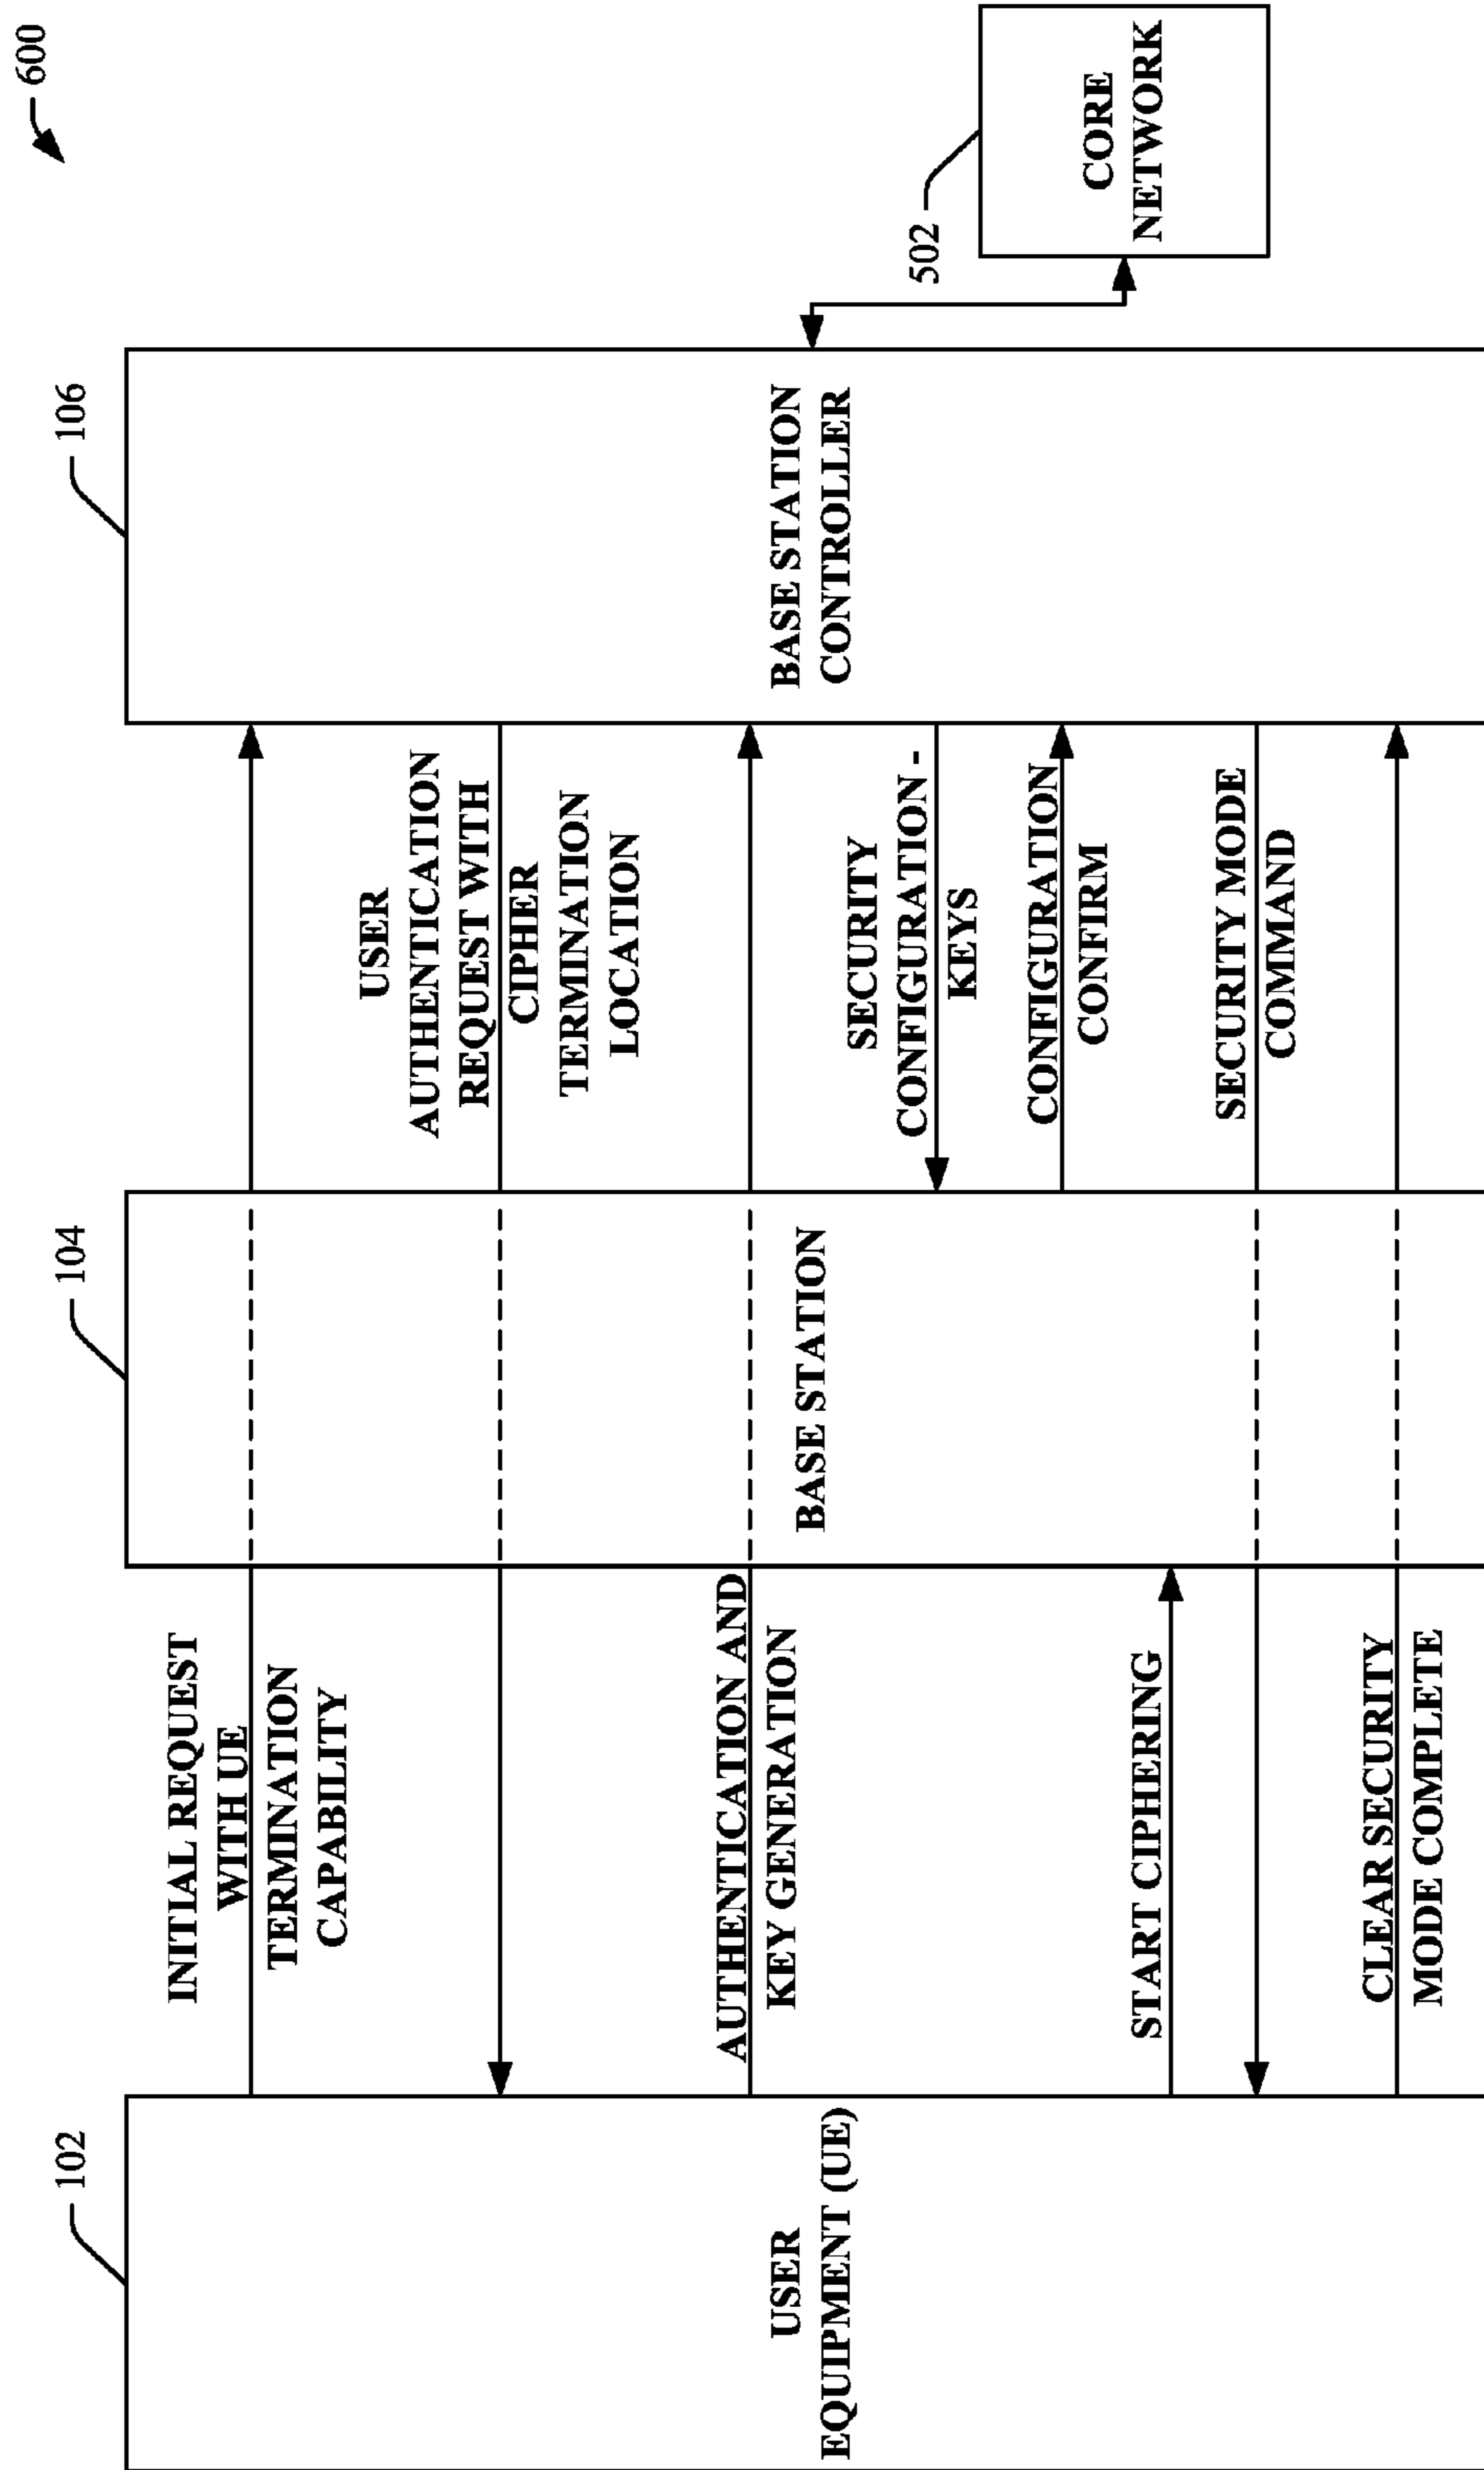 600
102
104
106
502
USER
EQUIPMENT (UE)
BASE STATION
BASE STATION
CONTROLLER
CORE
NETWORK
INITIAL REQUEST
WITH UE
TERMINATION
CAPABILITY
USER
AUTHENTICATION
REQUEST WITH
CIPHER
TERMINATION
LOCATION
AUTHENTICATION AND
KEY GENERATION
SECURITY
CONFIGURATION -
KEYS
CONFIGURATION
CONFIRM
START CIPHERING
SECURITY MODE
COMMAND
CLEAR SECURITY
MODE COMPLETE